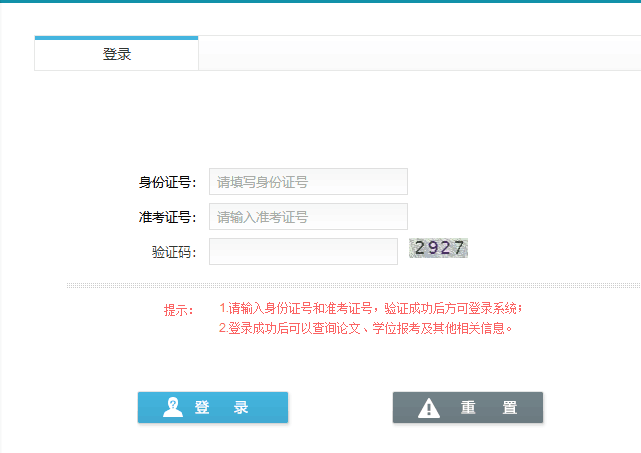 登录
身份证号： 请填写身份证号
准考证号： 请输入准考证号
验证码： 2927
提示： 1.请输入身份证号和准考证号，验证成功后方可登录系统；
2.登录成功后可以查询论文、学位报考及其他相关信息。
登 录 重 置